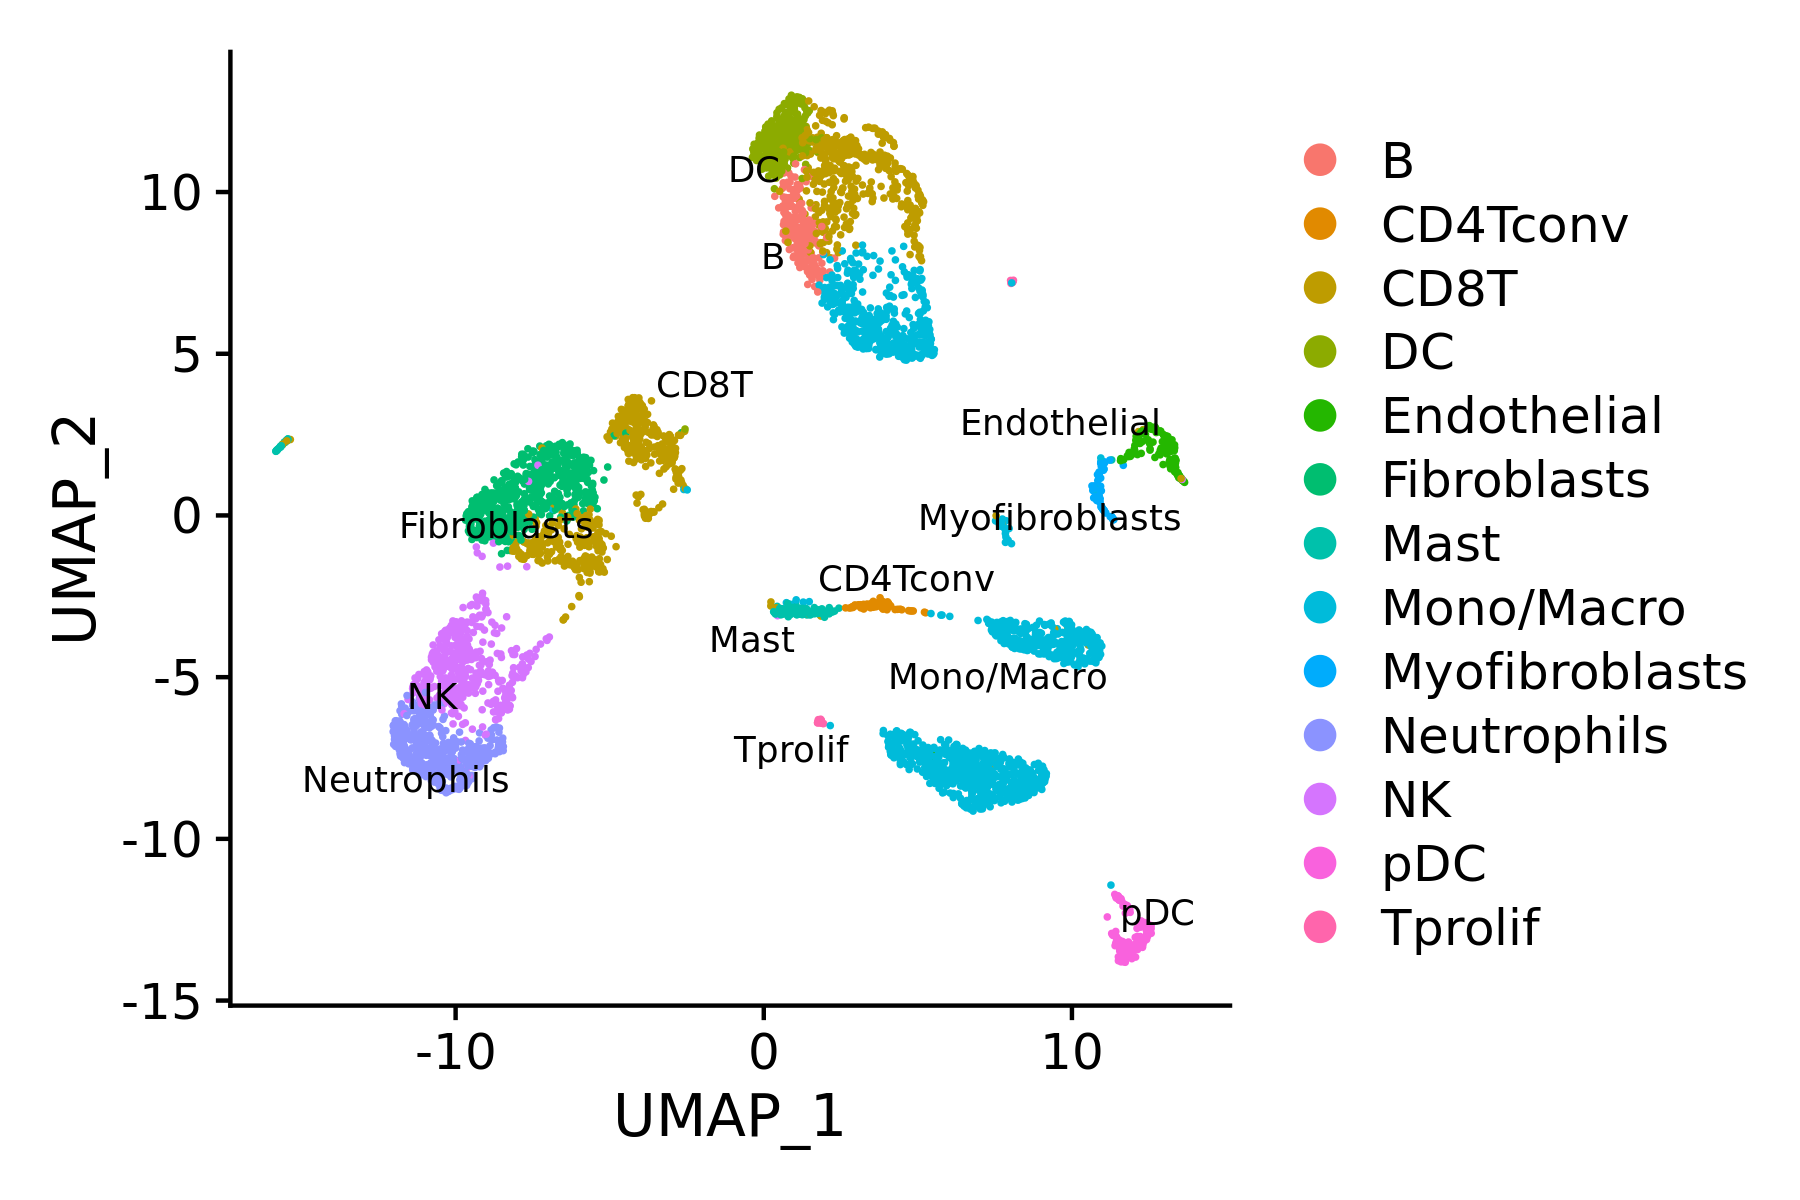 DC
B
CD8T
Endothelial
Fibroblasts
Myofibroblasts
CD4Tconv
Mast
Mono/Macro
NK
Tprolif
Neutrophils
pDC
10
5
0
-5
-10
-15
UMAP_2
-10
0
10
UMAP_1
B
CD4Tconv
CD8T
DC
Endothelial
Fibroblasts
Mast
Mono/Macro
Myofibroblasts
Neutrophils
NK
pDC
Tprolif